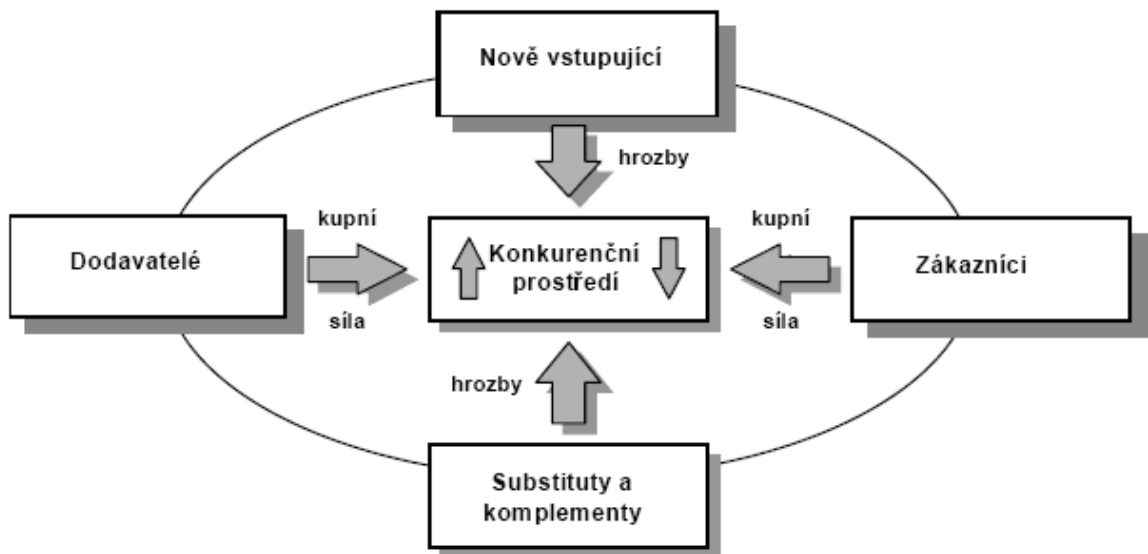 Nově vstupující
hrozby
kupní
kupní
Dodavatelé
Konkurenční
prostředí
Zákazníci
síla
síla
hrozby
Substituty a
komplementy